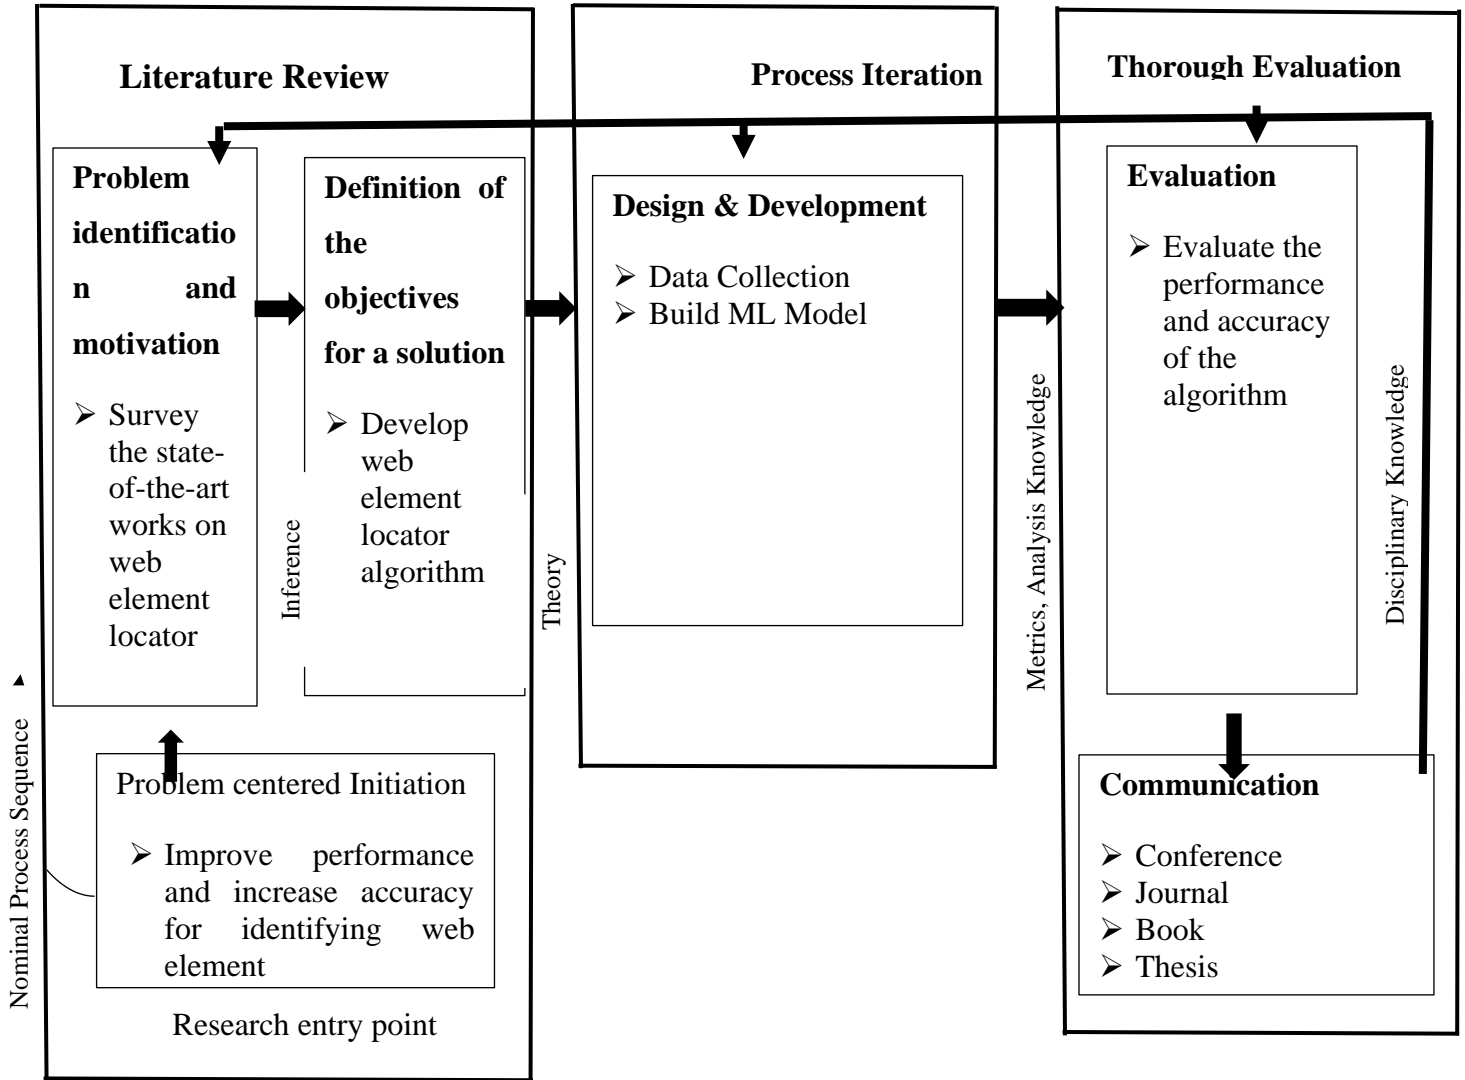 Literature Review
Problem
identificatio
n and
motivation
➢ Survey
the state-
of-the-art
works on
web
element
locator
Inference
Definition of
the
objectives
for a solution
➢ Develop
web
element
locator
algorithm
Nominal Process Sequence
Problem centered Initiation
➢ Improve performance
and increase accuracy
for identifying web
element
Research entry point
Theory
Process Iteration
Design & Development
➢ Data Collection
➢ Build ML Model
Metrics, Analysis Knowledge
Thorough Evaluation
Evaluation
➢ Evaluate the
performance
and accuracy
of the
algorithm
Disciplinary Knowledge
Communication
➢ Conference
➢ Journal
➢ Book
➢ Thesis